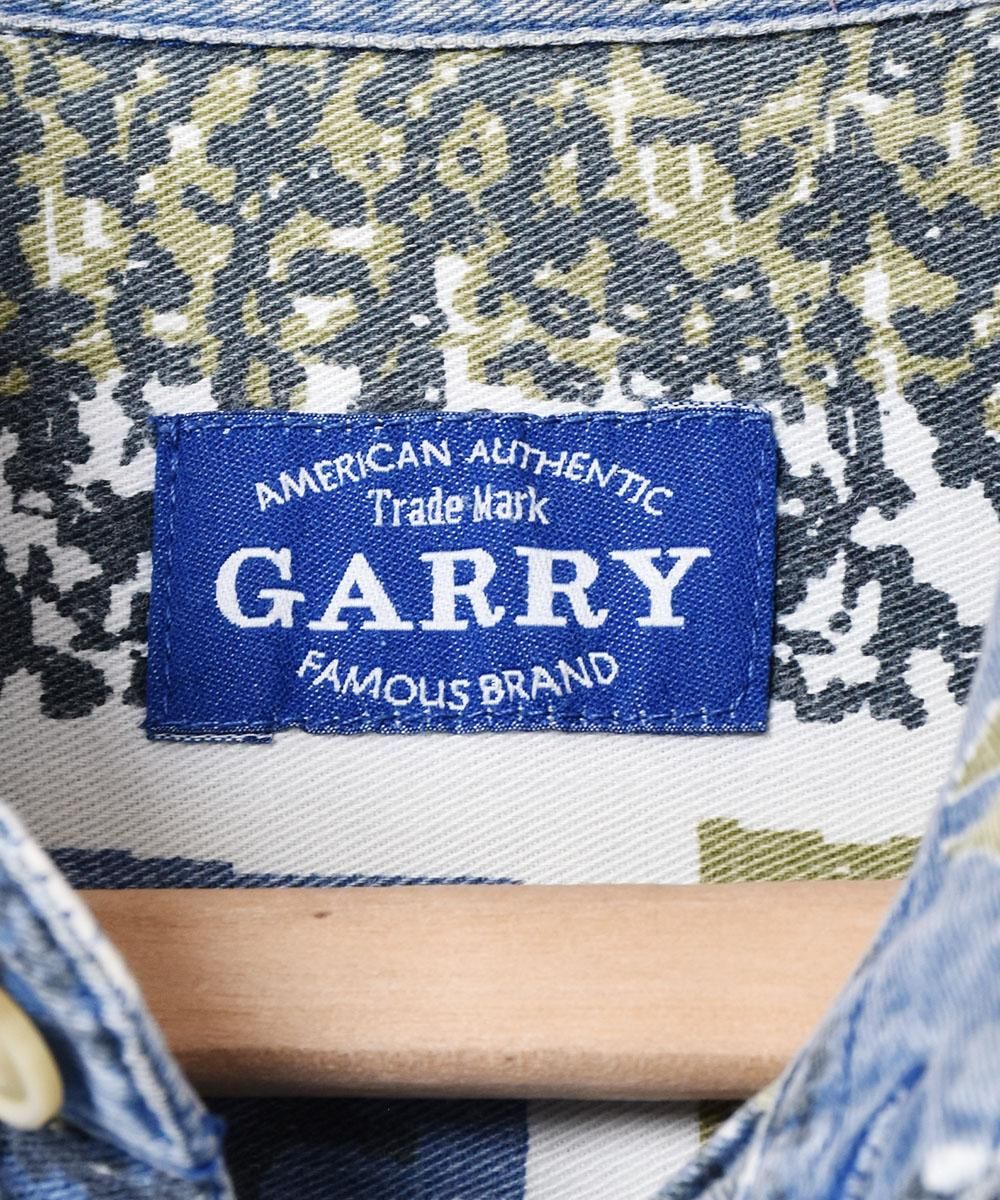 AMERICAN AUTHENTIC
Trade Mark
GARRY
FAMOUS BRAND